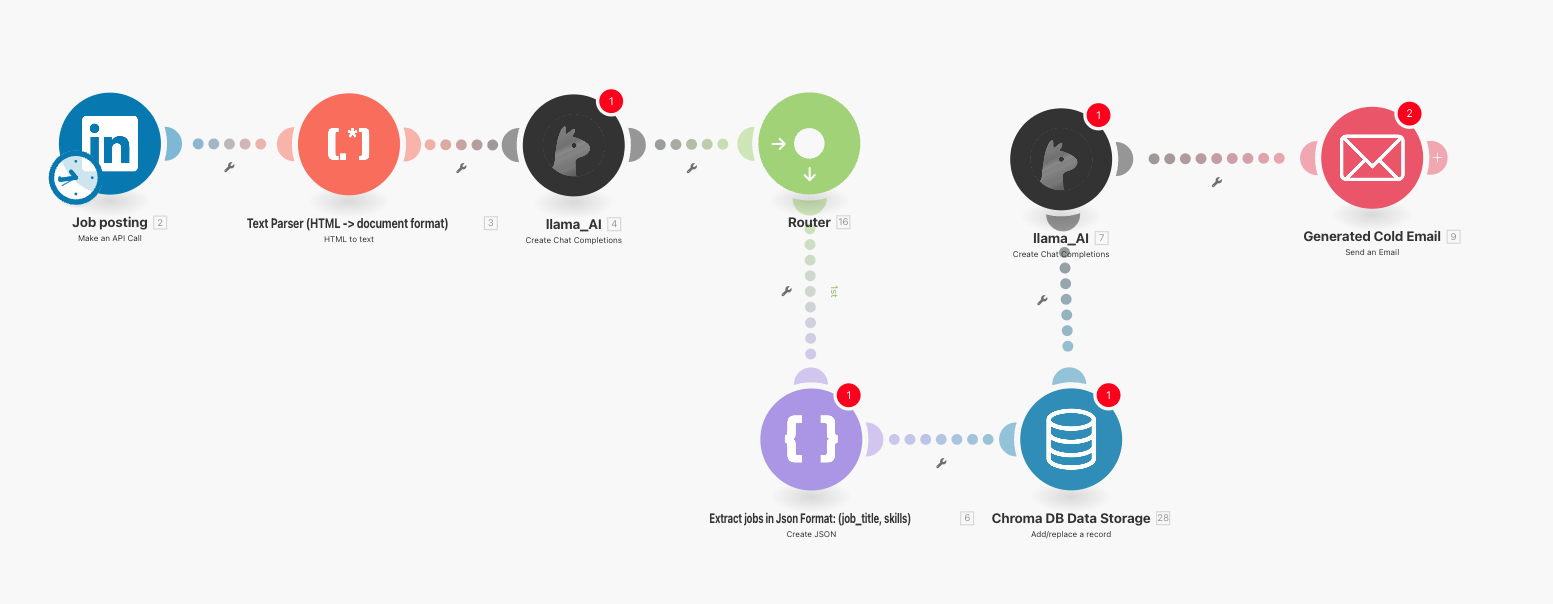 in
1
[.*]
1
2
Job posting 2
Make an API Call
Text Parser (HTML -> document format) 3
HTML to text
llama_AI 4
Create Chat Completions
Router 16
llama_AI 7
Create Chat Completions
Generated Cold Email 9
Send an Email
1st
1
{ }
1
Extract jobs in Json Format: (job_title, skills) 6
Create JSON
Chroma DB Data Storage 28
Add/replace a record